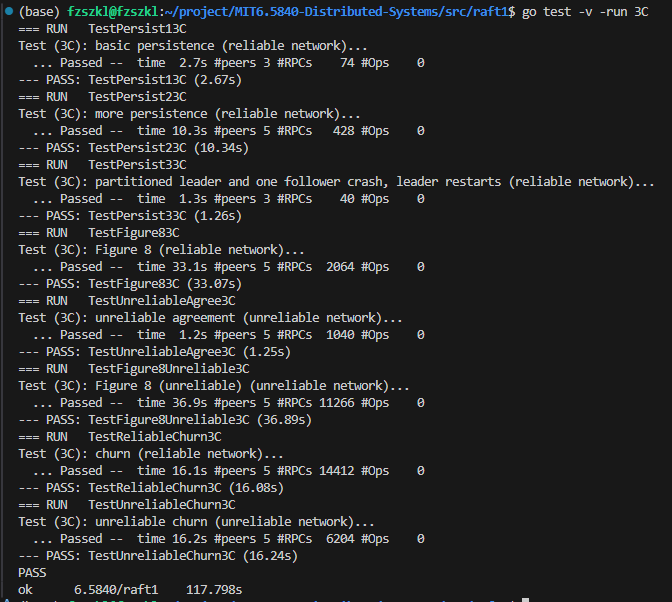 (base) fzszkl@fzszkl:~/project/MIT6.5840-Distributed-Systems/src/raft1$ go test -v -run 3C
=== RUN   TestPersist13C
Test (3C): basic persistence (reliable network)...
  ... Passed --  time  2.7s #peers 3 #RPCs    74 #Ops    0
--- PASS: TestPersist13C (2.67s)
=== RUN   TestPersist23C
Test (3C): more persistence (reliable network)...
  ... Passed --  time 10.3s #peers 5 #RPCs   428 #Ops    0
--- PASS: TestPersist23C (10.34s)
=== RUN   TestPersist33C
Test (3C): partitioned leader and one follower crash, leader restarts (reliable network)...
  ... Passed --  time  1.3s #peers 3 #RPCs    40 #Ops    0
--- PASS: TestPersist33C (1.26s)
=== RUN   TestFigure83C
Test (3C): Figure 8 (reliable network)...
  ... Passed --  time 33.1s #peers 5 #RPCs  2064 #Ops    0
--- PASS: TestFigure83C (33.07s)
=== RUN   TestUnreliableAgree3C
Test (3C): unreliable agreement (unreliable network)...
  ... Passed --  time  1.2s #peers 5 #RPCs  1040 #Ops    0
--- PASS: TestUnreliableAgree3C (1.25s)
=== RUN   TestFigure8Unreliable3C
Test (3C): Figure 8 (unreliable) (unreliable network)...
  ... Passed --  time 36.9s #peers 5 #RPCs 11266 #Ops    0
--- PASS: TestFigure8Unreliable3C (36.89s)
=== RUN   TestReliableChurn3C
Test (3C): churn (reliable network)...
  ... Passed --  time 16.1s #peers 5 #RPCs 14412 #Ops    0
--- PASS: TestReliableChurn3C (16.08s)
=== RUN   TestUnreliableChurn3C
Test (3C): unreliable churn (unreliable network)...
  ... Passed --  time 16.2s #peers 5 #RPCs  6204 #Ops    0
--- PASS: TestUnreliableChurn3C (16.24s)
PASS
ok      6.5840/raft1    117.798s